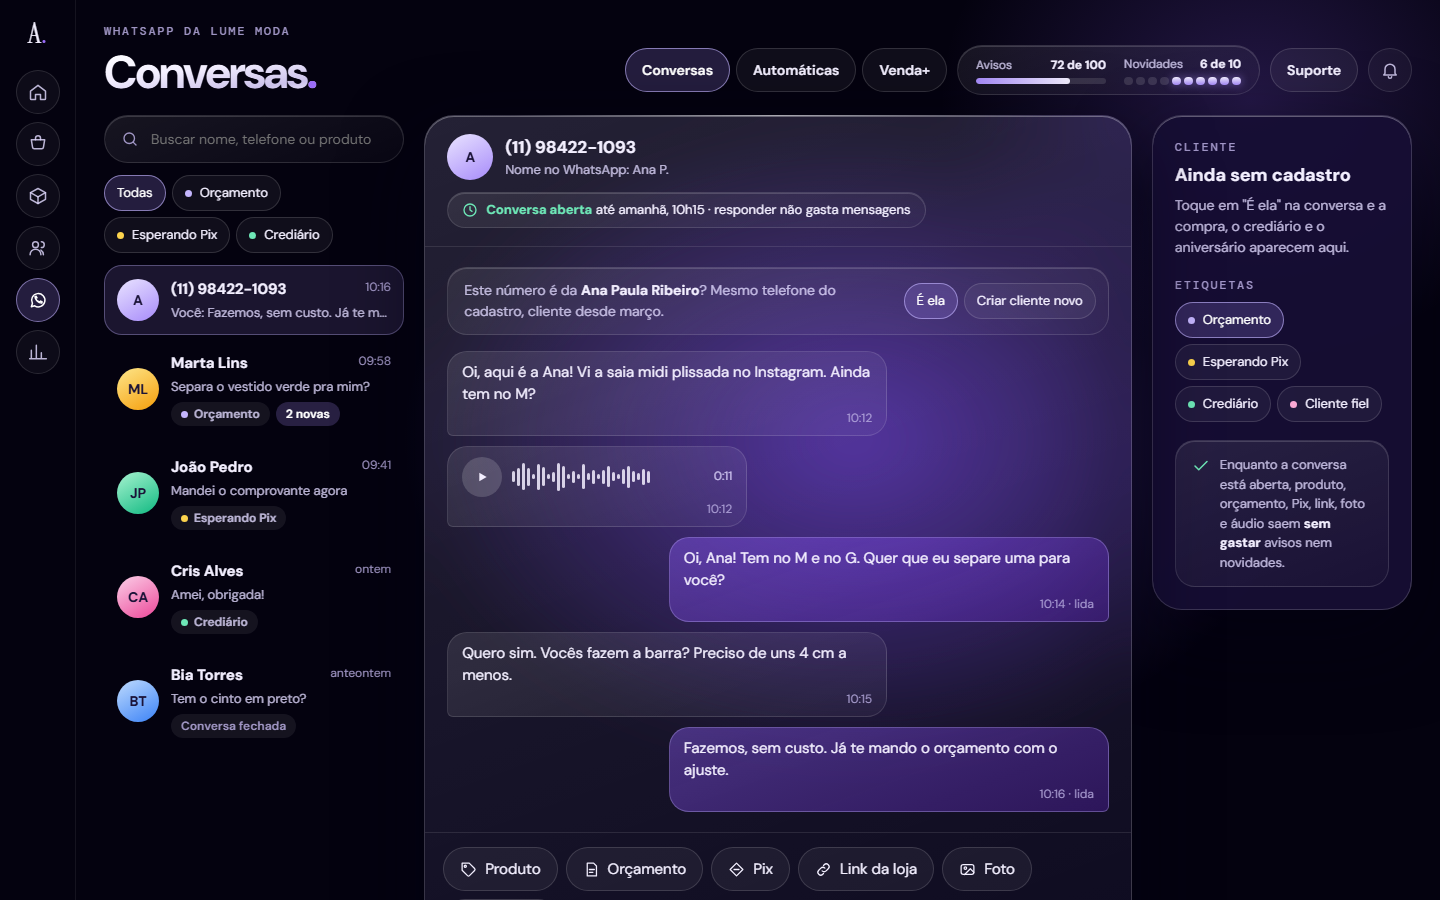 A.
WHATSAPP DA LUME MODA
Conversas.
Conversas
Automáticas
Venda+
Avisos
72 de 100
Novidades
6 de 10
Suporte
Buscar nome, telefone ou produto
Todas
Orçamento
Esperando Pix
Crediário
A
(11) 98422-1093
10:16
Você: Fazemos, sem custo. Já te m...
ML
Marta Lins
09:58
Separa o vestido verde pra mim?
Orçamento
2 novas
JP
João Pedro
09:41
Mandei o comprovante agora
Esperando Pix
CA
Cris Alves
ontem
Amei, obrigada!
Crediário
BT
Bia Torres
anteontem
Tem o cinto em preto?
Conversa fechada
A
(11) 98422-1093
Nome no WhatsApp: Ana P.
Conversa aberta até amanhã, 10h15 · responder não gasta mensagens
Este número é da Ana Paula Ribeiro? Mesmo telefone do
cadastro, cliente desde março.
É ela
Criar cliente novo
Oi, aqui é a Ana! Vi a saia midi plissada no Instagram. Ainda
tem no M?
10:12
0:11
10:12
Oi, Ana! Tem no M e no G. Quer que eu separe uma para
você?
10:14 · lida
Quero sim. Vocês fazem a barra? Preciso de uns 4 cm a
menos.
10:15
Fazemos, sem custo. Já te mando o orçamento com o
ajuste.
10:16 · lida
Produto
Orçamento
Pix
Link da loja
Foto
CLIENTE
Ainda sem cadastro
Toque em "É ela" na conversa e a
compra, o crediário e o
aniversário aparecem aqui.
ETIQUETAS
Orçamento
Esperando Pix
Crediário
Cliente fiel
Enquanto a conversa
está aberta, produto,
orçamento, Pix, link, foto
e áudio saem sem
gastar avisos nem
novidades.